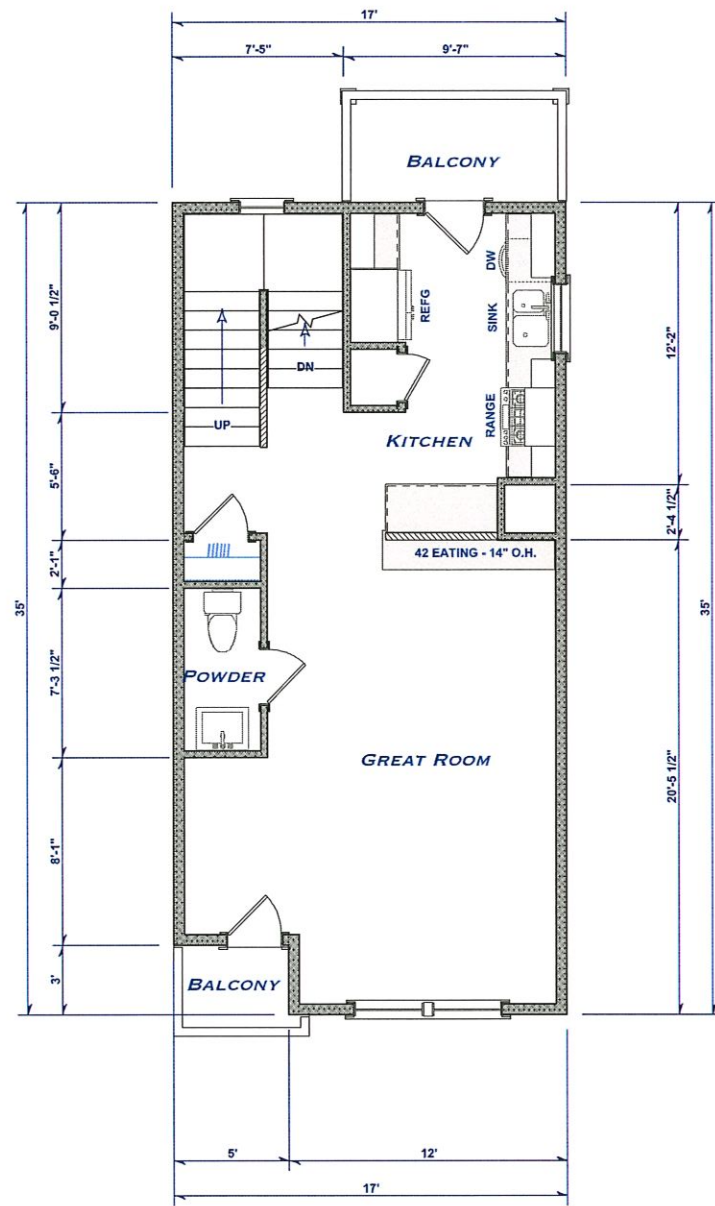 17'
7'-5"
9'-7"
BALCONY
9'-0 1/2"
5'-6"
2'-1"
7'-3 1/2"
8'-1"
3'
35'
UP
DN
REFG
DW
SINK
RANGE
KITCHEN
42 EATING - 14" O.H.
POWDER
GREAT ROOM
BALCONY
12'-2"
2'-4 1/2"
20'-5 1/2"
35'
5'
12'
17'